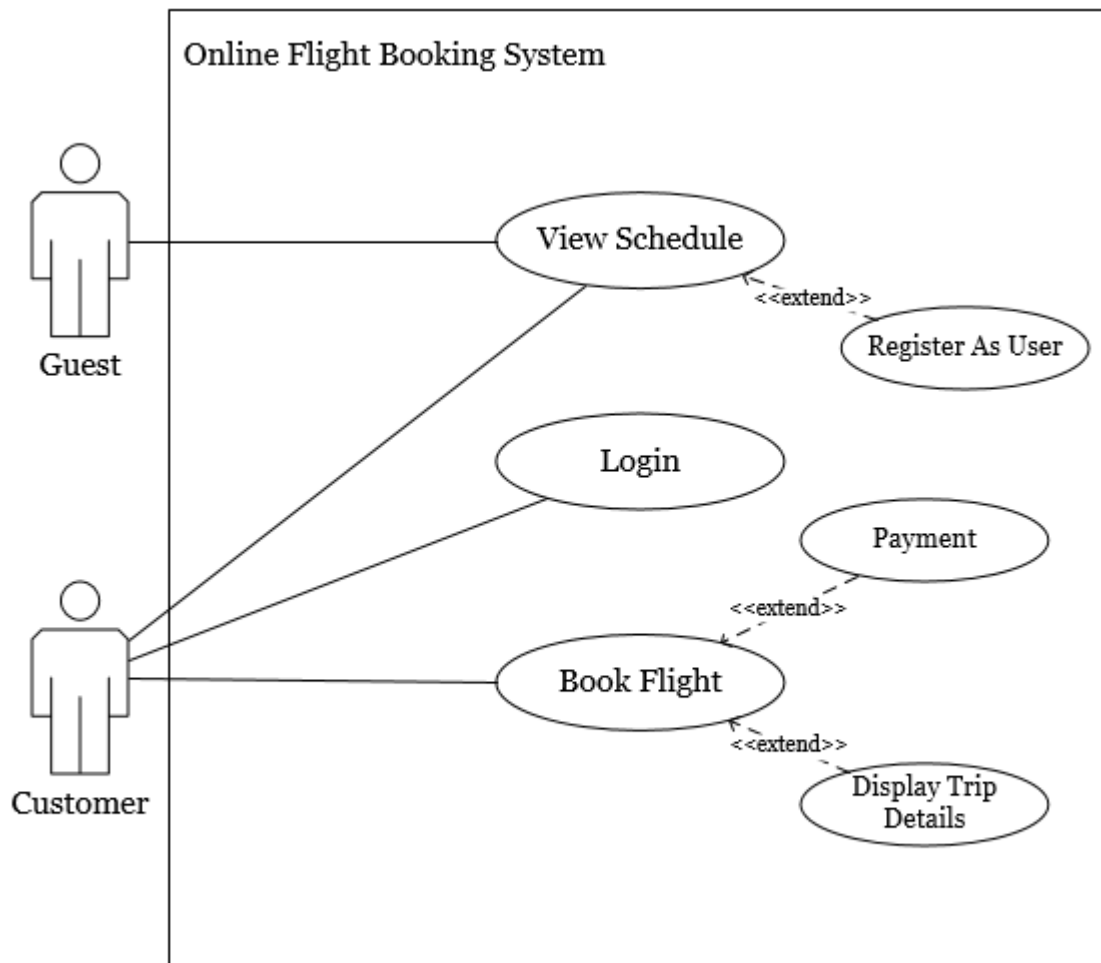 Online Flight Booking System
View Schedule
<<extend>>
Register As User
Guest
Login
Payment
<<extend>>
Book Flight
<<extend>>
Display Trip
Details
Customer